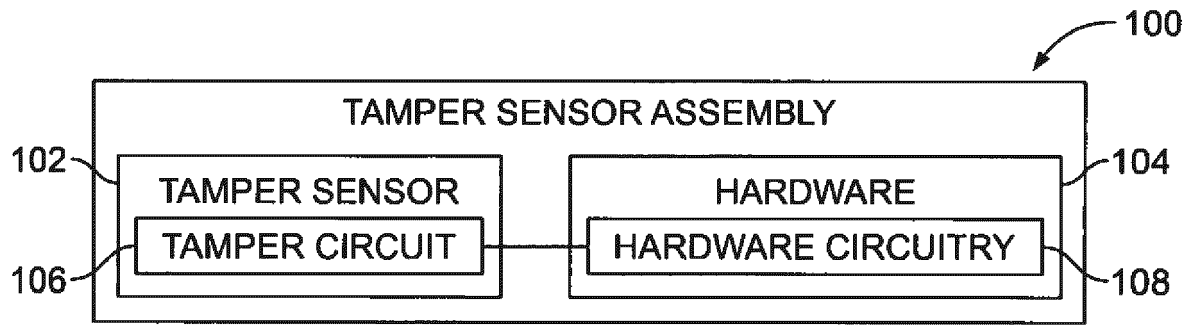 100
TAMPER SENSOR ASSEMBLY
102
TAMPER SENSOR
HARDWARE
104
106
TAMPER CIRCUIT
HARDWARE CIRCUITRY
108